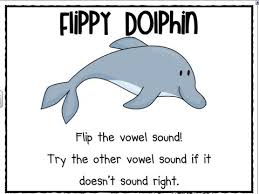 Flippy Dolphin
Flip the vowel sound!
Try the other vowel sound if it
doesn't sound right.